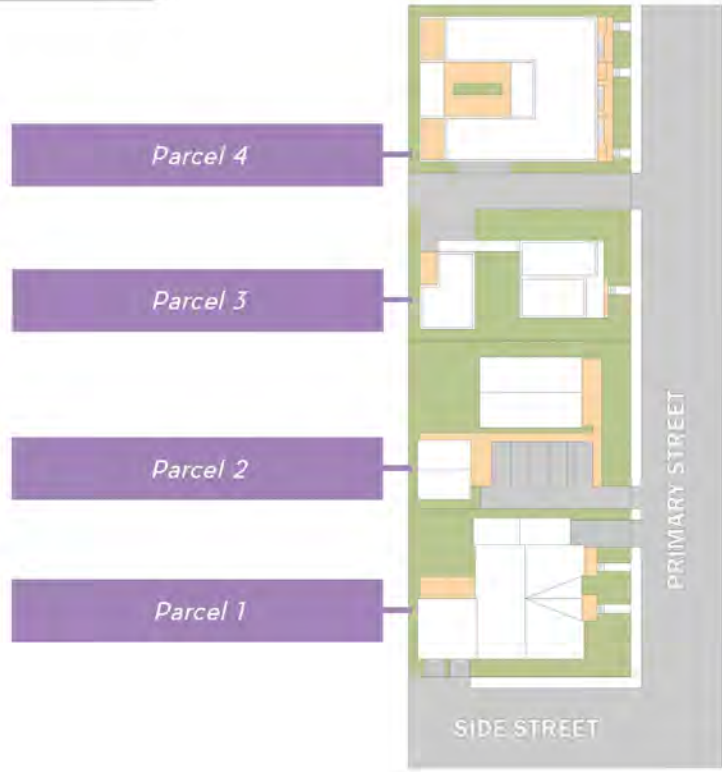 Parcel 4
Parcel 3
Parcel 2
Parcel 1
PRIMARY STREET
SIDE STREET